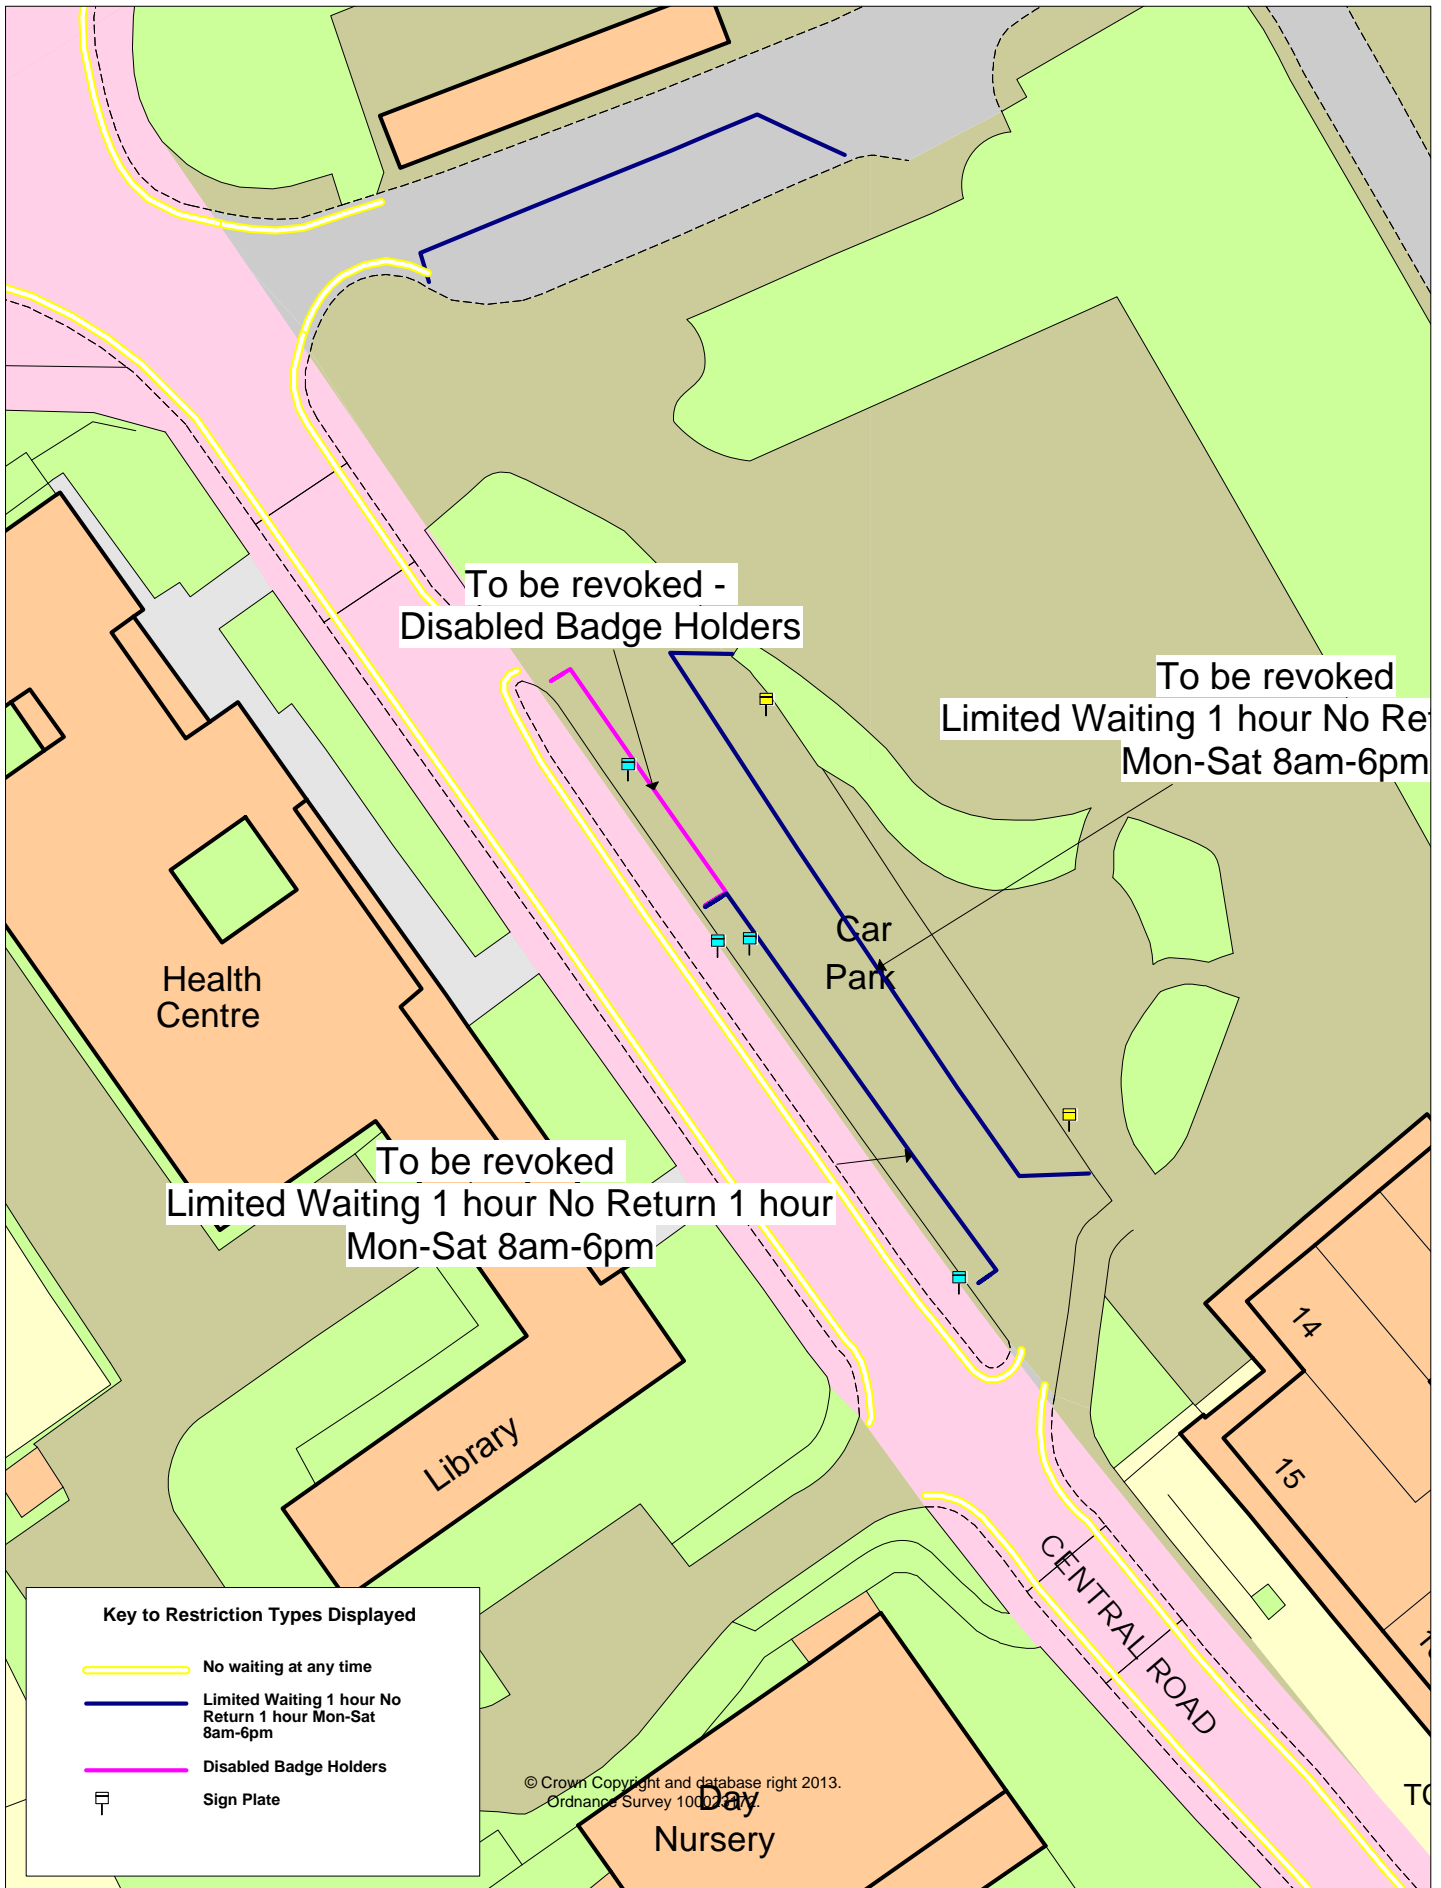 To be revoked -
Disabled Badge Holders
To be revoked
Limited Waiting 1 hour No
Mon-Sat 8am-6pm
Car
Park
Health
Centre
To be revoked
Limited Waiting 1 hour No Return 1 hour
Mon-Sat 8am-6pm
14
15
Library
CENTRAL ROAD
Key to Restriction Types Displayed
No waiting at any time
Limited Waiting 1 hour No
Return 1 hour Mon-Sat
8am-6pm
Disabled Badge Holders
Sign Plate
© Crown Copyright and database right 2013.
Ordnance Survey
Day
Nursery